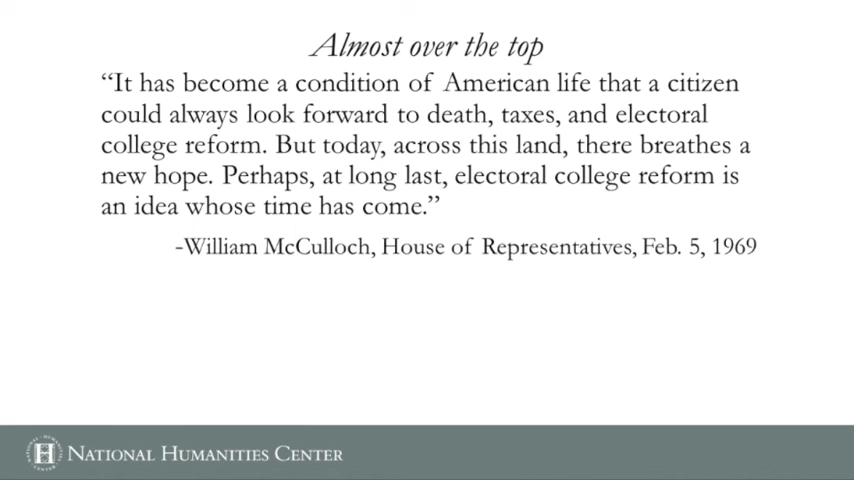 Almost over the top
“It has become a condition of American life that a citizen
could always look forward to death, taxes, and electoral
college reform. But today, across this land, there breathes a
new hope. Perhaps, at long last, electoral college reform is
an idea whose time has come.”
-William McCulloch, House of Representatives, Feb. 5, 1969
NATIONAL HUMANITIES CENTER